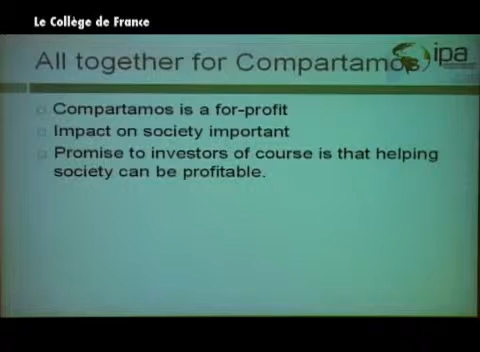 Le Collège de France
All together for Compartamos
ipa
Compartamos is a for-profit
Impact on society important
Promise to investors of course is that helping
society can be profitable.